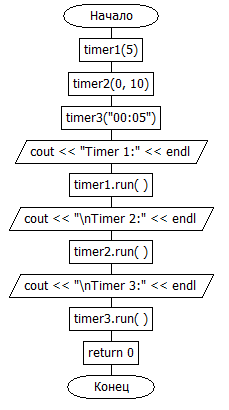 Начало
timer1(5)
timer2(0, 10)
timer3("00:05")
cout << "Timer 1:" << endl
timer1.run( )
cout << "\nTimer 2:" << endl
timer2.run( )
cout << "\nTimer 3:" << endl
timer3.run( )
return 0
Конец